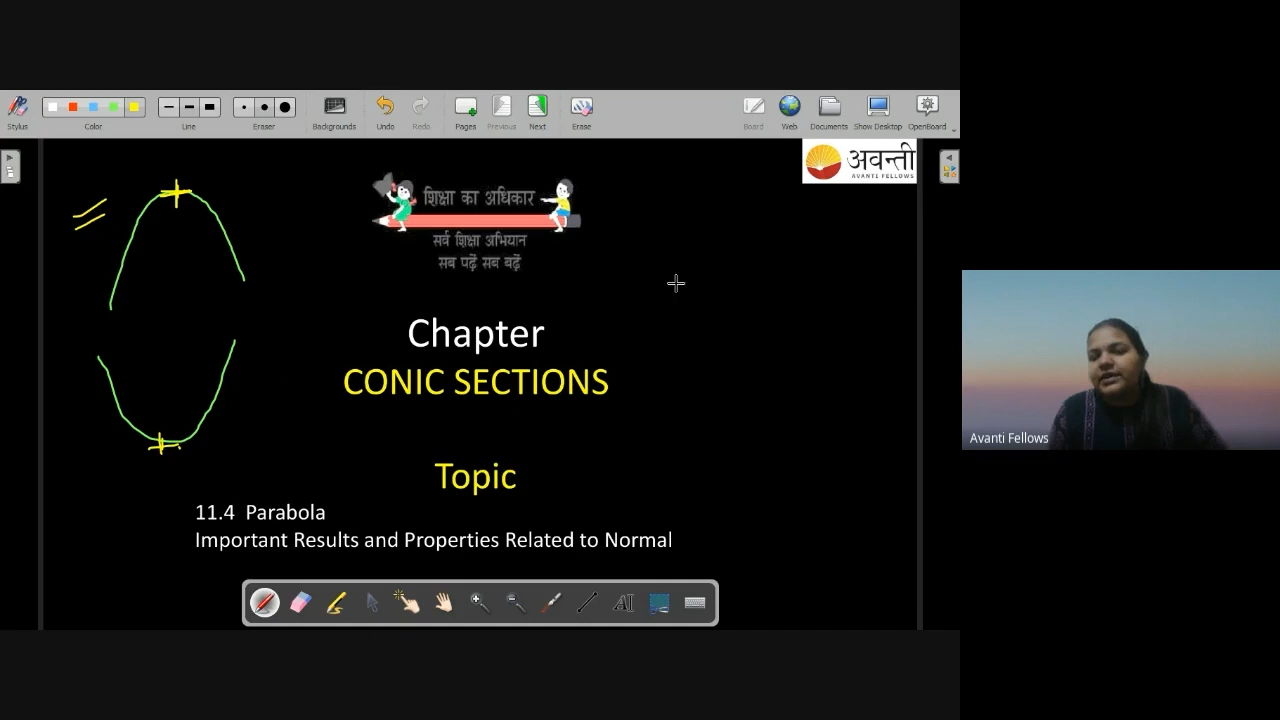 Stylus Color Line Eraser Backgrounds Undo Redo Pages Previous Next Erase Board Web Documents Show Desktop OpenBoard
अवन्ती
AVANTI FELLOWS
शिक्षा का अधिकार
सर्व शिक्षा अभियान
सब पढ़ें सब बढ़ें
Chapter
CONIC SECTIONS
Topic
11.4 Parabola
Important Results and Properties Related to Normal
AI
Avanti Fellows